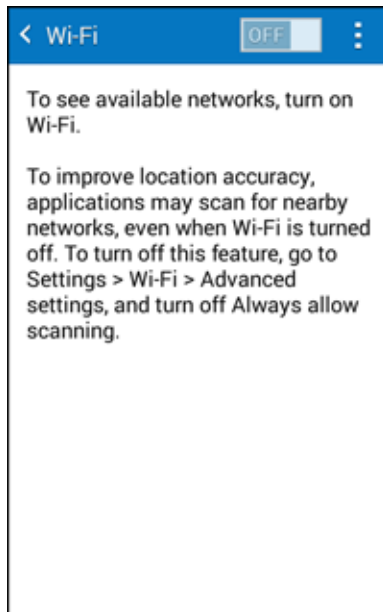 Wi-Fi OFF
To see available networks, turn on
Wi-Fi.
To improve location accuracy,
applications may scan for nearby
networks, even when Wi-Fi is turned
off. To turn off this feature, go to
Settings > Wi-Fi > Advanced
settings, and turn off Always allow
scanning.